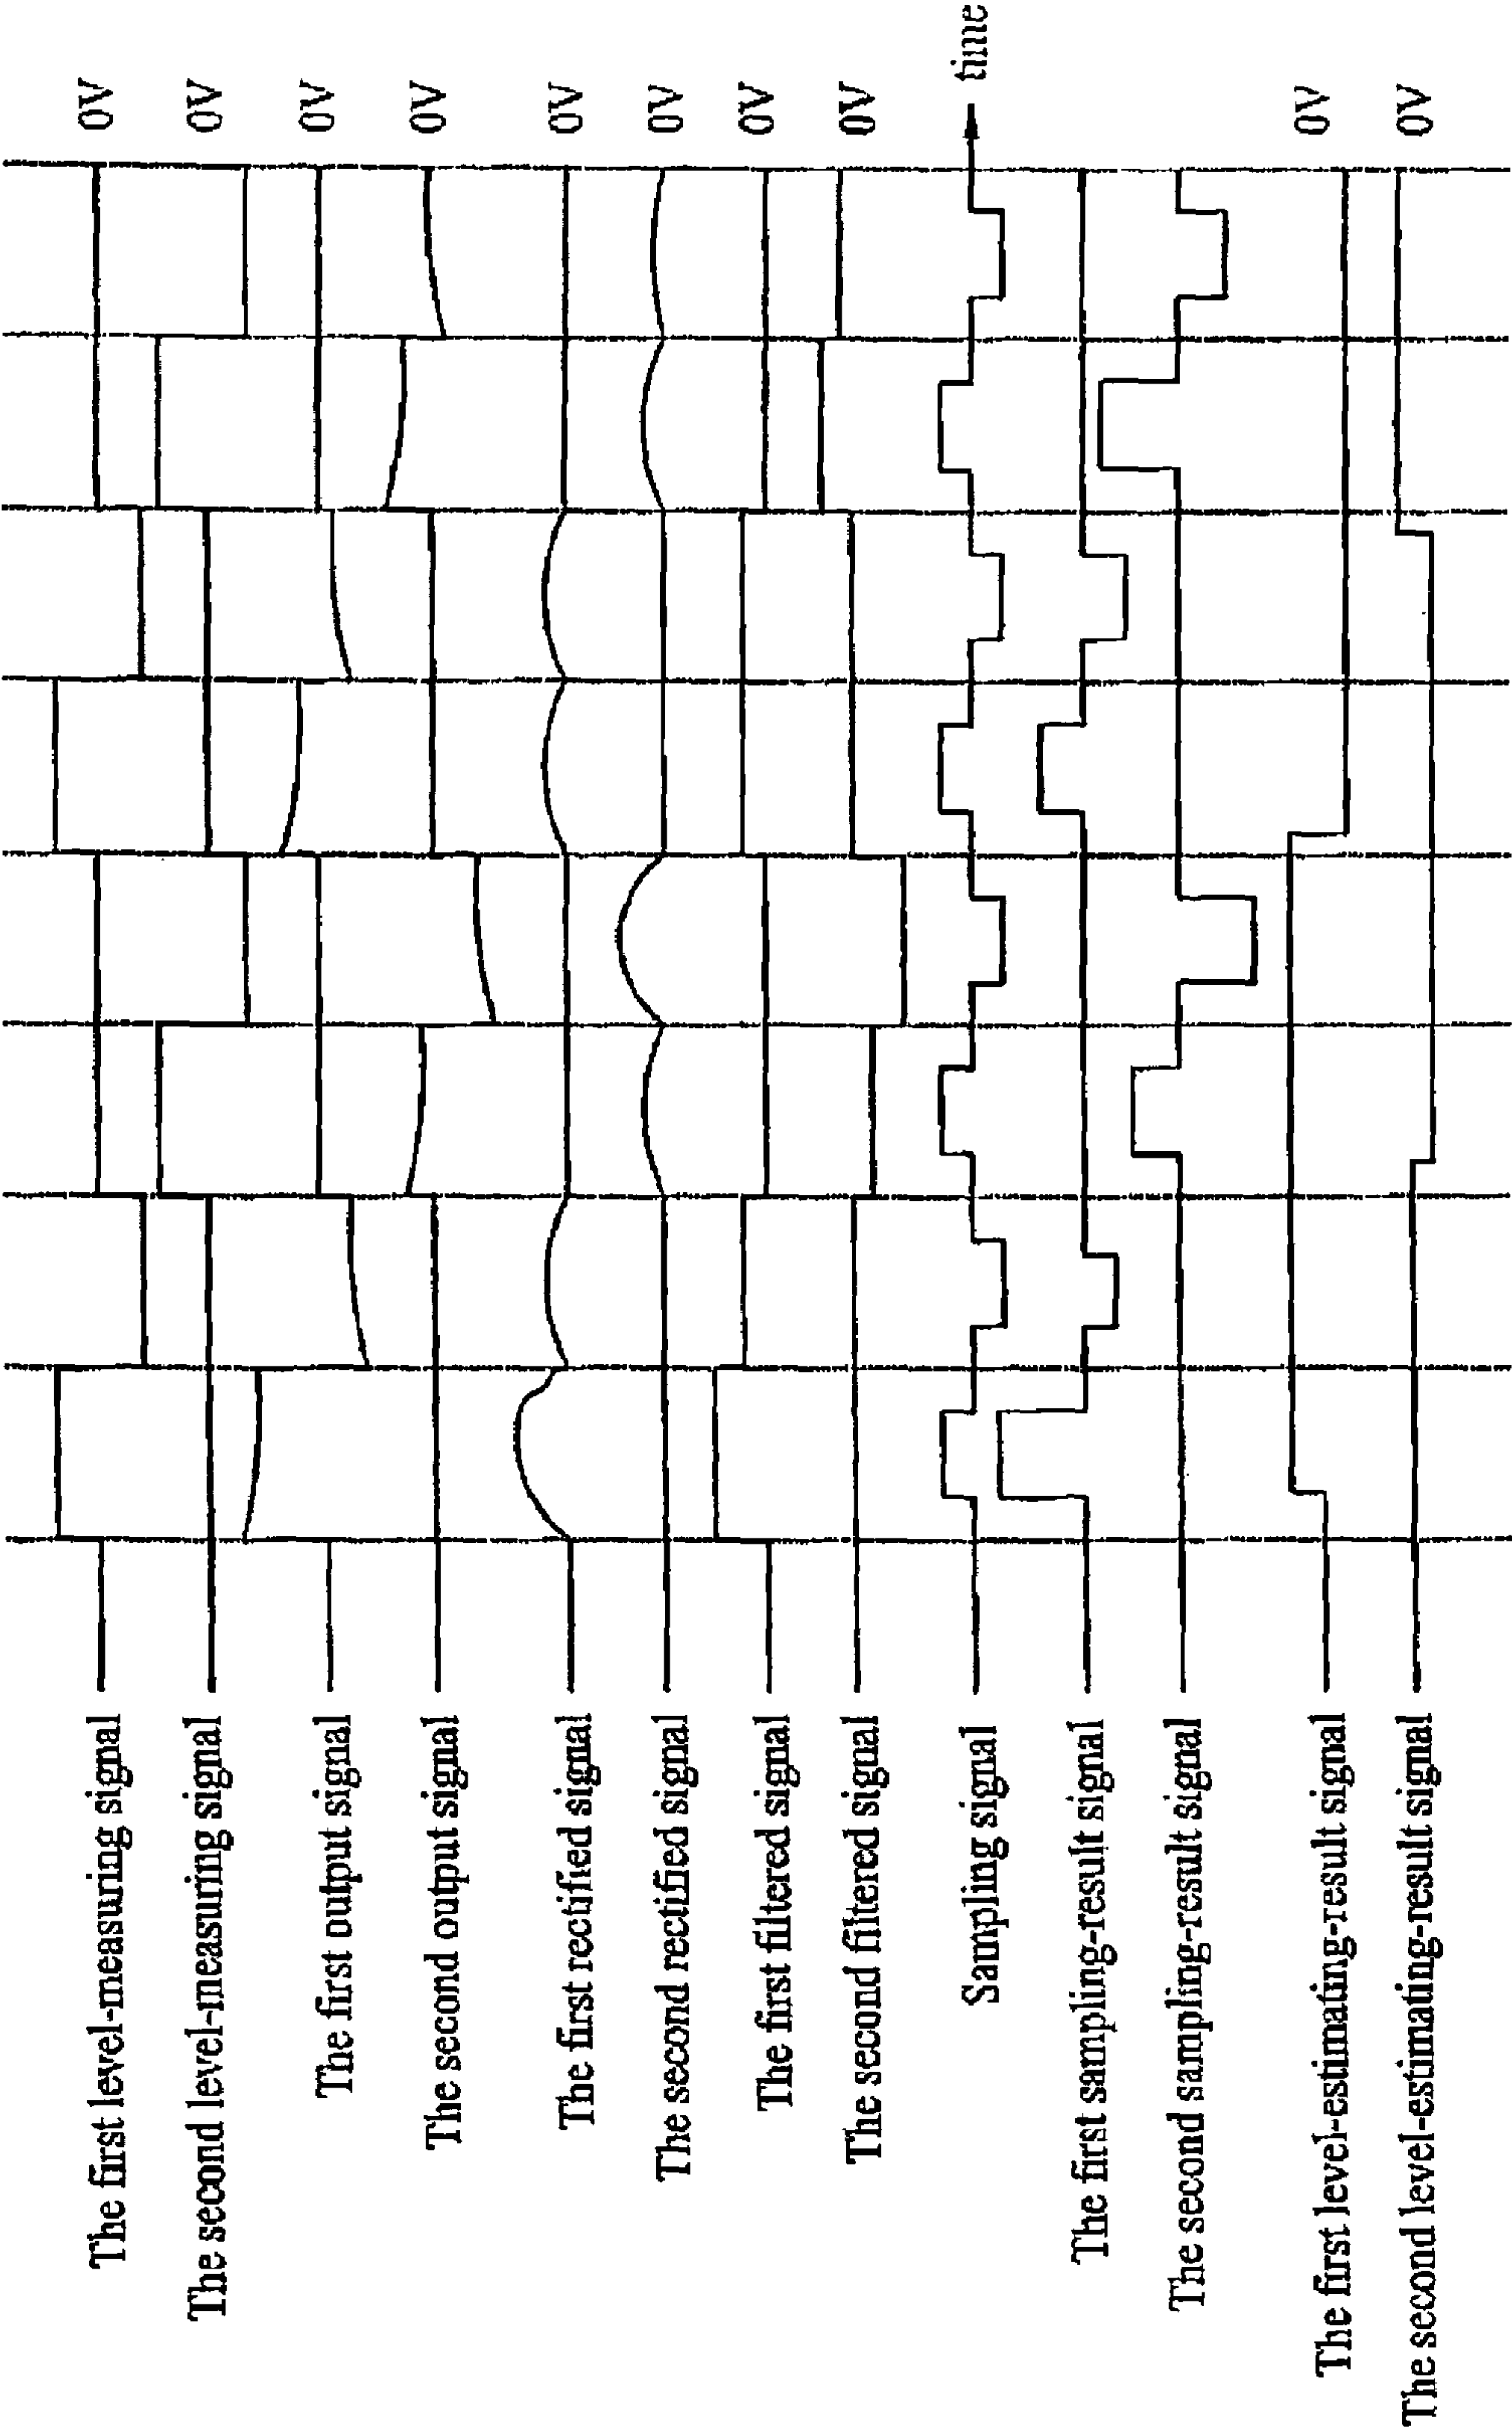 The first level-measuring signal 0V
The second level-measuring signal 0V
The first output signal 0V
The second output signal 0V
The first rectified signal 0V
The second rectified signal 0V
The first filtered signal 0V
The second filtered signal 0V
Sampling signal time
The first sampling-result signal
The second sampling-result signal
The first level-estimating-result signal 0V
The second level-estimating-result signal 0V